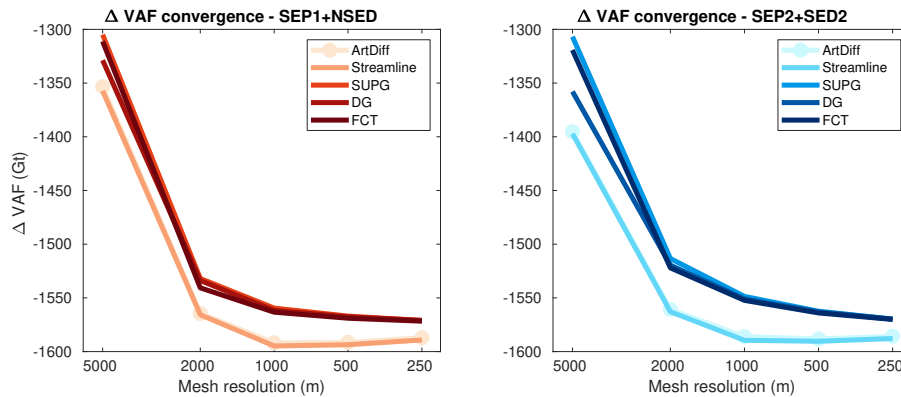 Δ VAF convergence - SEP1+NSED
-1300
-1350
-1400
-1450
-1500
-1550
-1600
Δ VAF (Gt)
5000
2000
1000
500
250
Mesh resolution (m)
ArtDiff
Streamline
SUPG
DG
FCT
Δ VAF convergence - SEP2+SED2
-1300
-1350
-1400
-1450
-1500
-1550
-1600
5000
2000
1000
500
250
Mesh resolution (m)
ArtDiff
Streamline
SUPG
DG
FCT